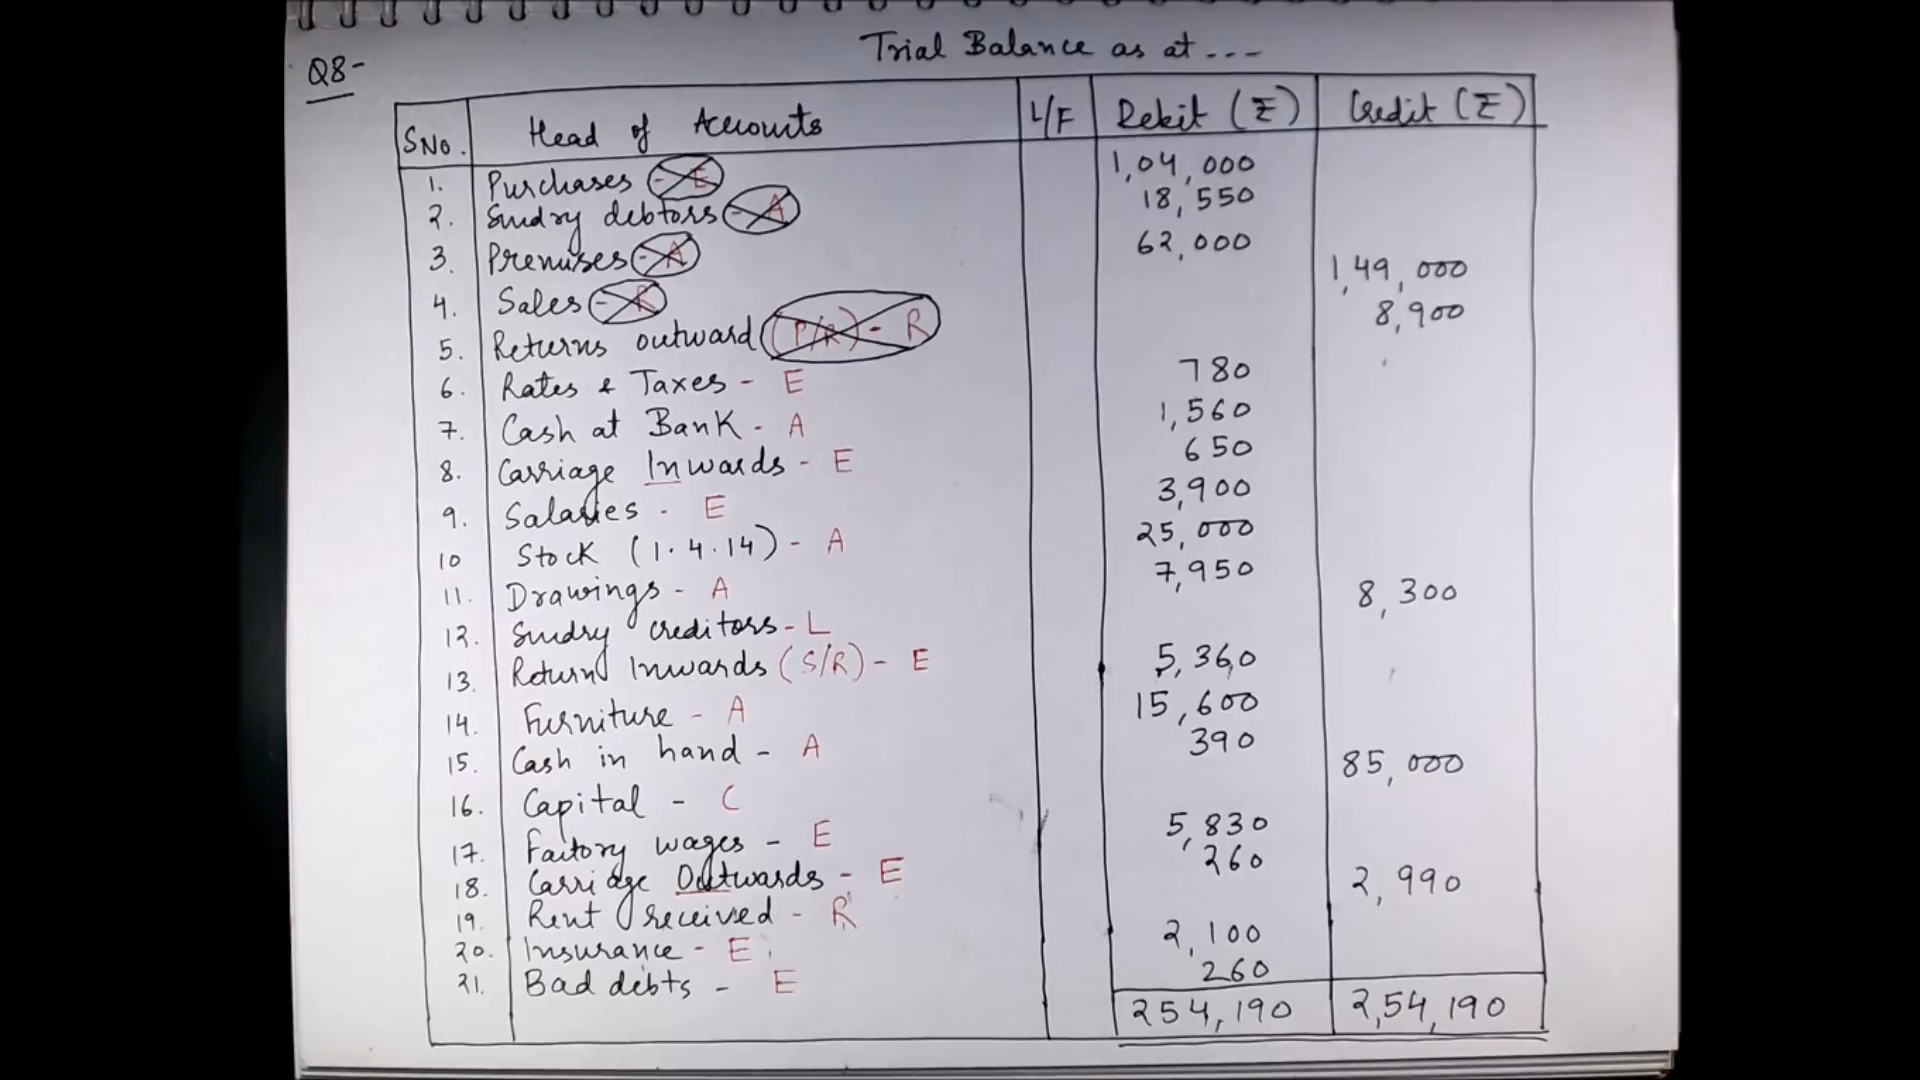 Trial Balance as at ---
Q8-
SNo. Head of Accounts L/F Debit (₹) Credit (₹)
1. Purchases - E 1,04,000
2. Sundry debtors - A 18,550
3. Premises - A 62,000
4. Sales - R 1,49,000
5. Returns outward (P/R) - R 8,900
6. Rates & Taxes - E 780
7. Cash at Bank - A 1,560
8. Carriage Inwards - E 650
9. Salaries - E 3,900
10 Stock (1.4.14) - A 25,000
11. Drawings - A 7,950
12. Sundry creditors - L 8,300
13. Return Inwards (S/R) - E 5,360
14. Furniture - A 15,600
15. Cash in hand - A 390
16. Capital - C 85,000
17. Factory wages - E 5,830
18. Carriage Outwards - E 260
19. Rent received - R 2,990
20. Insurance - E 2,100
21. Bad debts - E 260
254,190 2,54,190